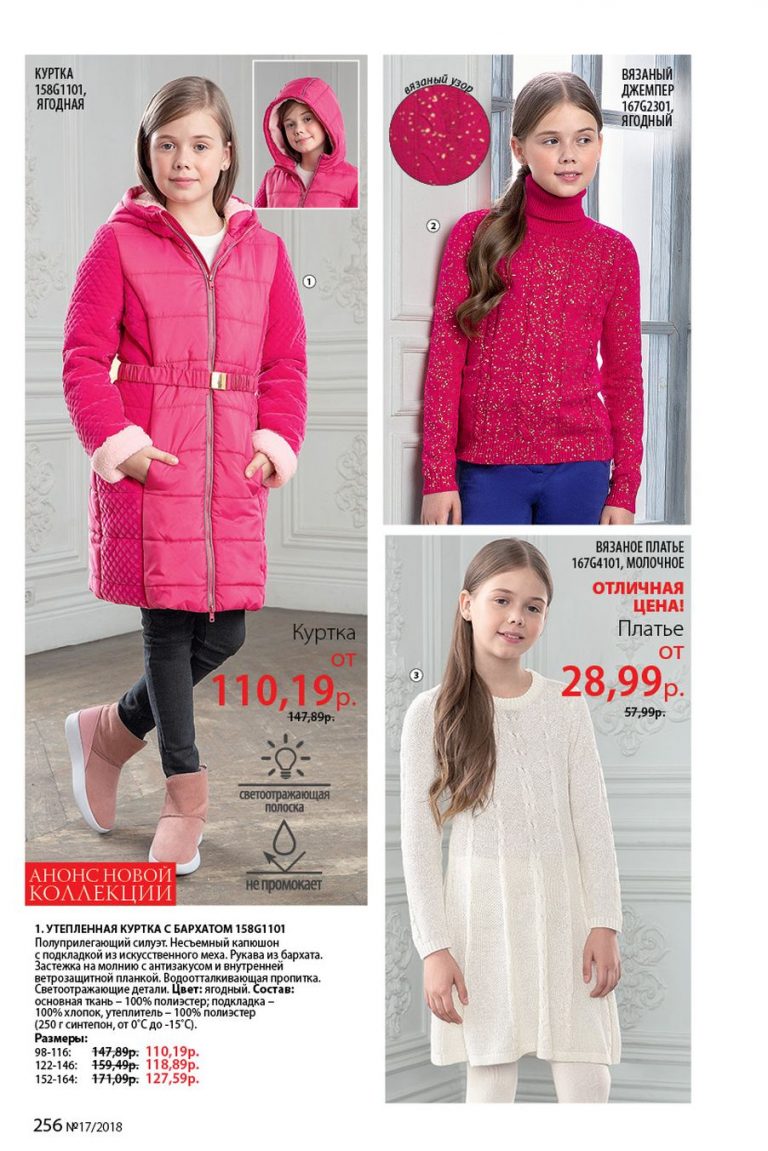 КУРТКА
158G1101,
ЯГОДНАЯ
1
Куртка
от
110,19р.
147,89р.
светоотражающая
полоска
не промокает
АНОНС НОВОЙ
КОЛЛЕКЦИИ
вязаный узор
ВЯЗАНЫЙ
ДЖЕМПЕР
167G2301,
ЯГОДНЫЙ
2
ВЯЗАНОЕ ПЛАТЬЕ
167G4101, МОЛОЧНОЕ
ОТЛИЧНАЯ
ЦЕНА!
Платье
от
28,99р.
57,99р.
3
1. УТЕПЛЕННАЯ КУРТКА С БАРХАТОМ 158G1101
Полуприлегающий силуэт. Несъемный капюшон
с подкладкой из искусственного меха. Рукава из бархата.
Застежка на молнию с антизакусом и внутренней
ветрозащитной планкой. Водоотталкивающая пропитка.
Светоотражающие детали. Цвет: ягодный. Состав:
основная ткань – 100% полиэстер; подкладка –
100% хлопок, утеплитель – 100% полиэстер
(250 г синтепон, от 0˚С до -15˚С).
Размеры:
98-116: 147,89р. 110,19р.
122-146: 159,49р. 118,89р.
152-164: 171,09р. 127,59р.
256 №17/2018